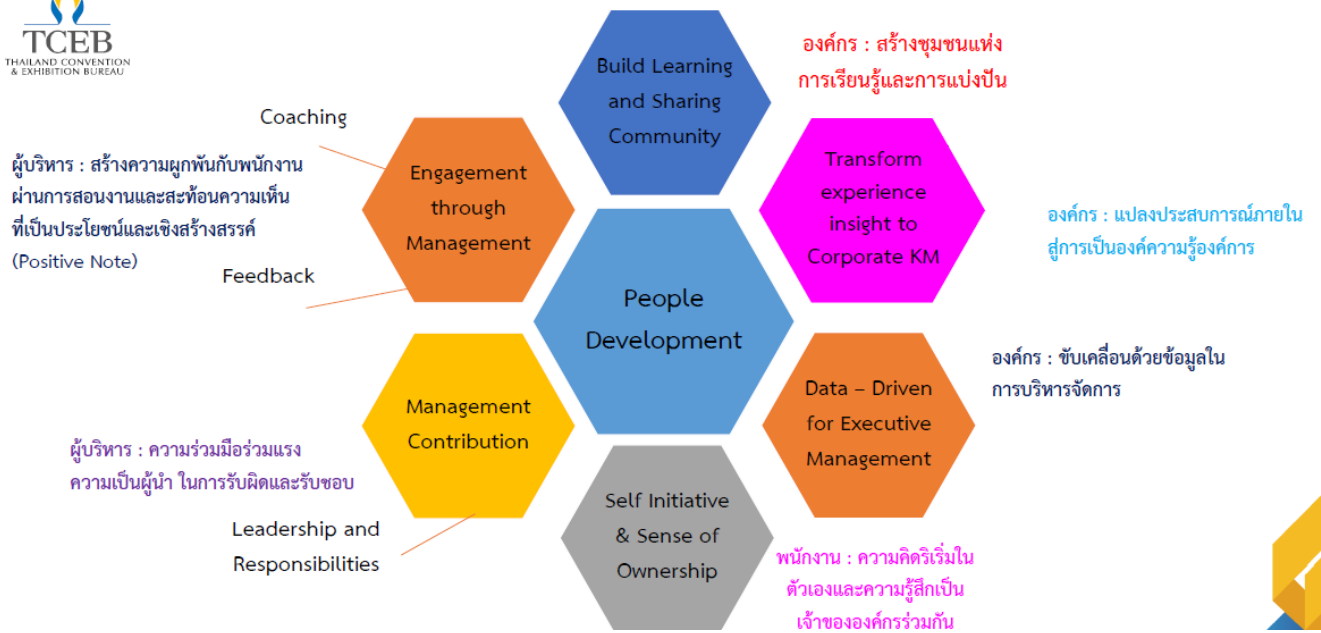 TCEB
THAILAND CONVENTION
& EXHIBITION BUREAU
Build Learning
and Sharing
Community
องค์กร : สร้างชุมชนแห่ง
การเรียนรู้และการแบ่งปัน
Coaching
ผู้บริหาร : สร้างความผูกพันกับพนักงาน
ผ่านการสอนงานและสะท้อนความเห็น
ที่เป็นประโยชน์และเชิงสร้างสรรค์
(Positive Note)
Feedback
Engagement
through
Management
Transform
experience
insight to
Corporate KM
องค์กร : แปลงประสบการณ์ภายใน
สู่การเป็นองค์ความรู้องค์การ
People
Development
Management
Contribution
ผู้บริหาร : ความร่วมมือร่วมแรง
ความเป็นผู้นำ ในการรับผิดและรับชอบ
Leadership and
Responsibilities
Data – Driven
for Executive
Management
องค์กร : ขับเคลื่อนด้วยข้อมูลใน
การบริหารจัดการ
Self Initiative
& Sense of
Ownership
พนักงาน : ความคิดริเริ่มใน
ตัวเองและความรู้สึกเป็น
เจ้าขององค์กรร่วมกัน